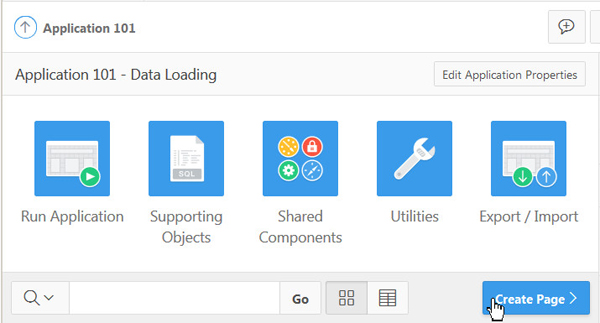 Application 101
Application 101 - Data Loading
Edit Application Properties
SQL
Run Application
Supporting
Objects
Shared
Components
Utilities
Export / Import
Go
Create Page